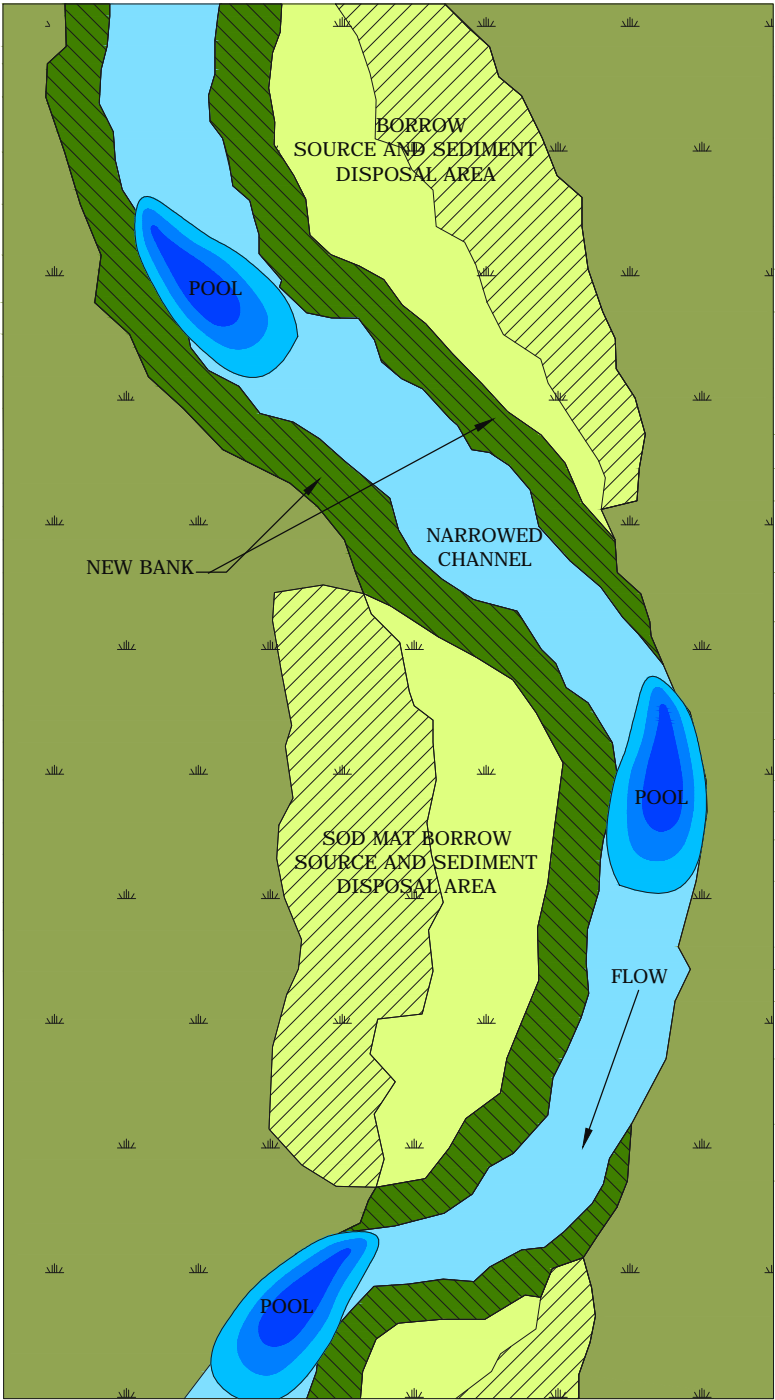 BORROW
SOURCE AND SEDIMENT
DISPOSAL AREA
POOL
NARROWED
CHANNEL
NEW BANK
POOL
SOD MAT BORROW
SOURCE AND SEDIMENT
DISPOSAL AREA
FLOW
POOL